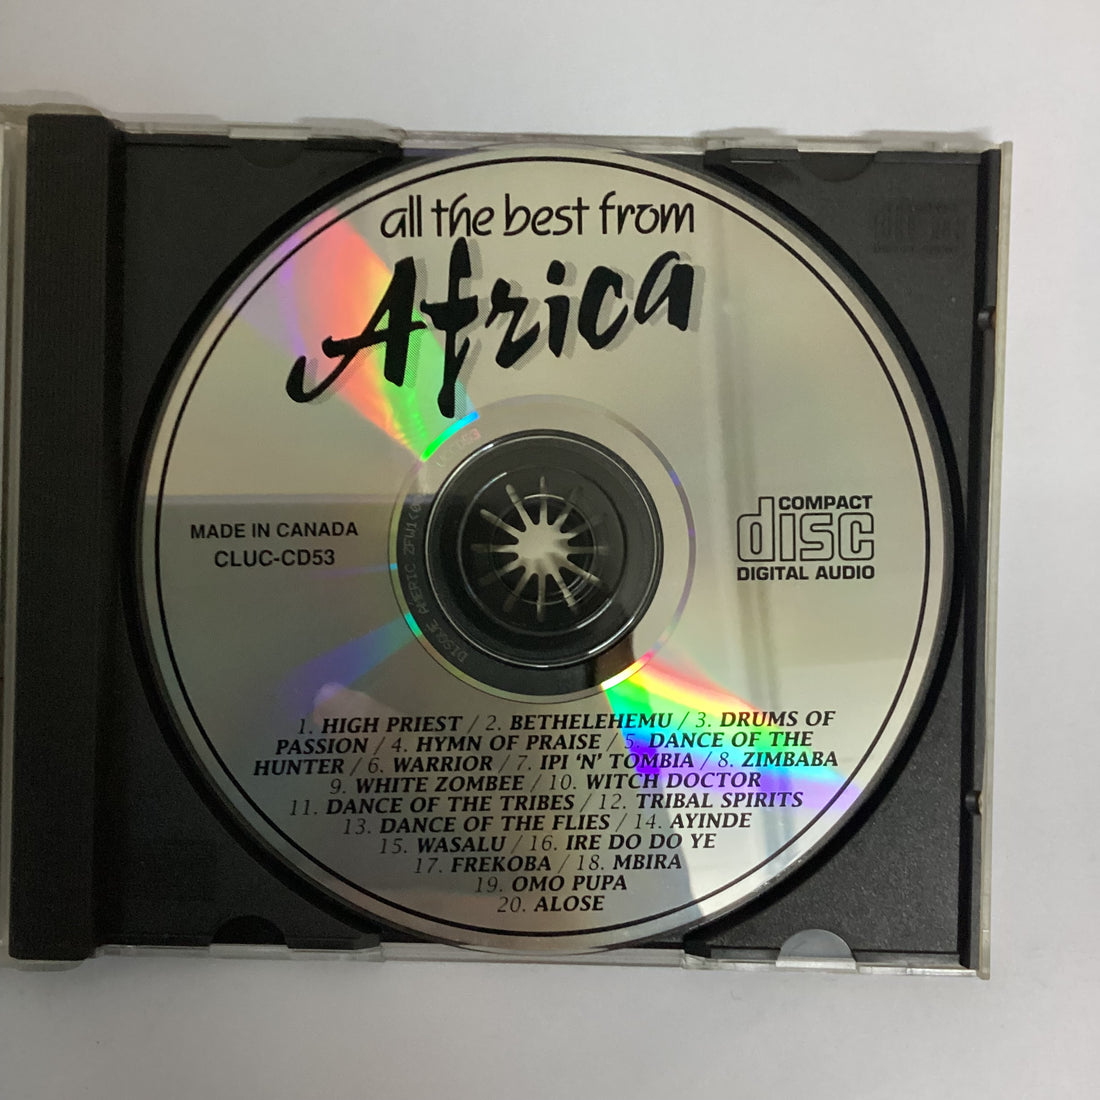 all the best from
Africa
MADE IN CANADA
CLUC-CD53
COMPACT
disc
DIGITAL AUDIO
1. HIGH PRIEST / 2. BETHELEHEMU / 3. DRUMS OF
PASSION / 4. HYMN OF PRAISE / 5. DANCE OF THE
HUNTER / 6. WARRIOR / 7. IPI 'N' TOMBIA / 8. ZIMBABA
9. WHITE ZOMBEE / 10. WITCH DOCTOR
11. DANCE OF THE TRIBES / 12. TRIBAL SPIRITS
13. DANCE OF THE FLIES / 14. AYINDE
15. WASALU / 16. IRE DO DO YE
17. FREKOBA / 18. MBIRA
19. OMO PUPA
20. ALOSE